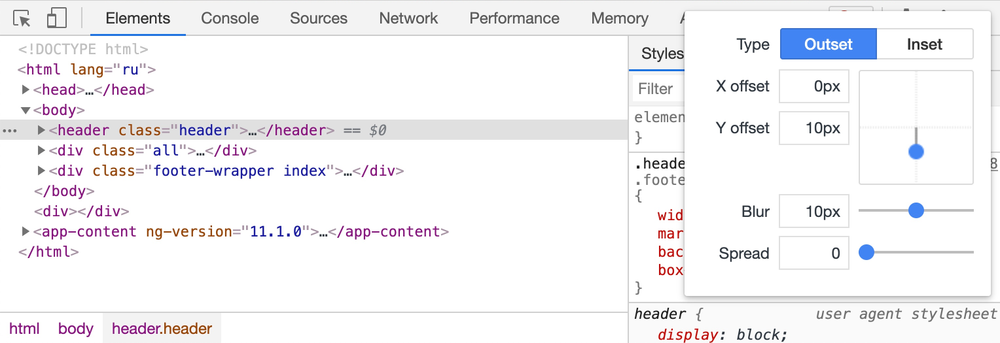 Elements Console Sources Network Performance Memory
<!DOCTYPE html>
<html lang="ru">
▶<head>…</head>
▼<body>
… ▶<header class="header">…</header> == $0
▶<div class="all">…</div>
▶<div class="footer-wrapper index">…</div>
</body>
<div></div>
▶<app-content ng-version="11.1.0">…</app-content>
</html>
html body header.header
Styles
Filter
elemen
}
.heade 8
.footer
{
wid
mar
bac
box
}
header { user agent stylesheet
display: block;
Type Outset Inset
X offset 0px
Y offset 10px
Blur 10px
Spread 0